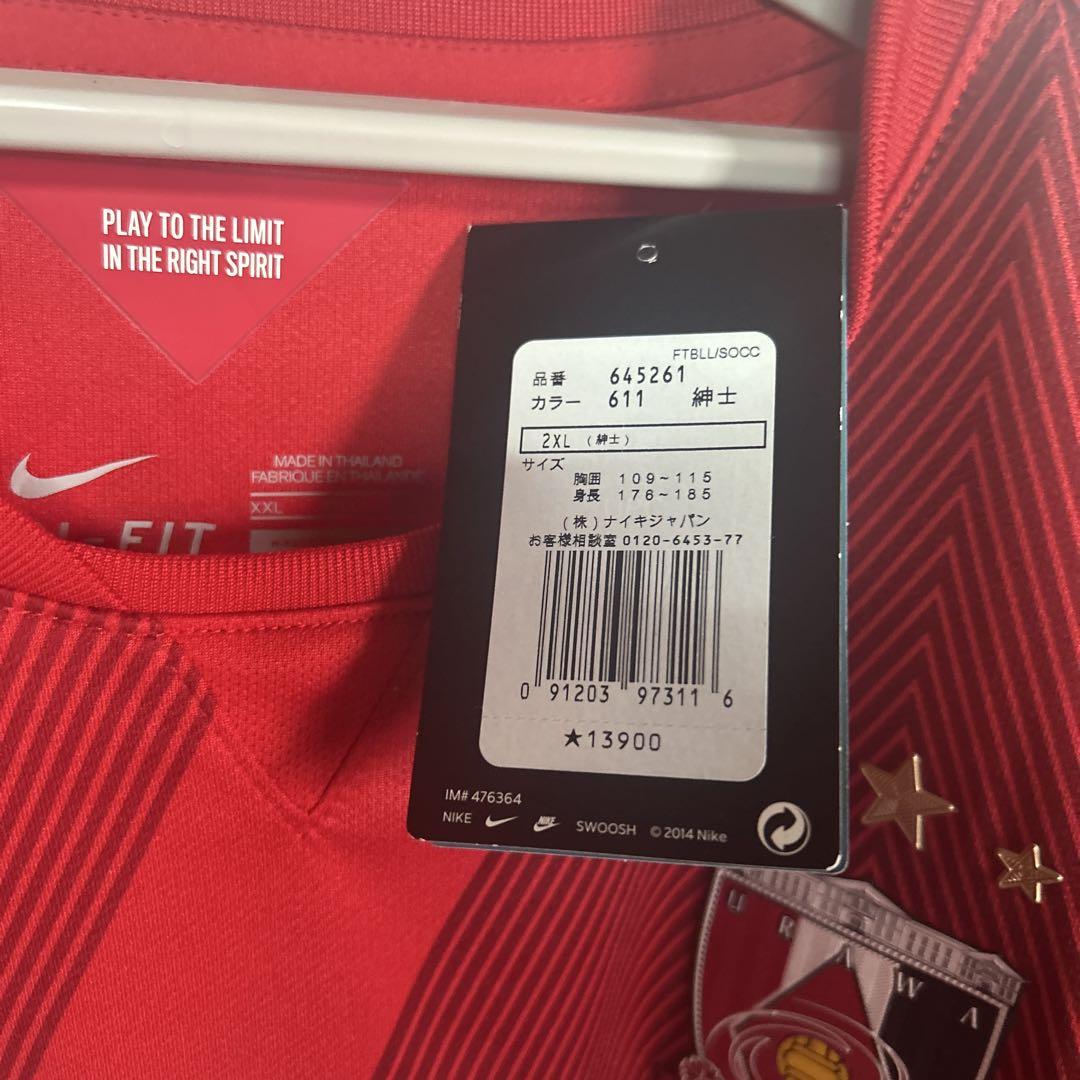 PLAY TO THE LIMIT
IN THE RIGHT SPIRIT
MADE IN THAILAND
FABRIQUE EN THAILANDE
XXL
-FIT
FTBLL/SOCC
品番 645261
カラー 611 紳士
2XL (紳士)
サイズ
胸囲 109~115
身長 176~185
(株)ナイキジャパン
お客様相談室 0120-6453-77
0 91203 97311 6
★13900
IM# 476364
NIKE NIKE SWOOSH © 2014 Nike
URAWA